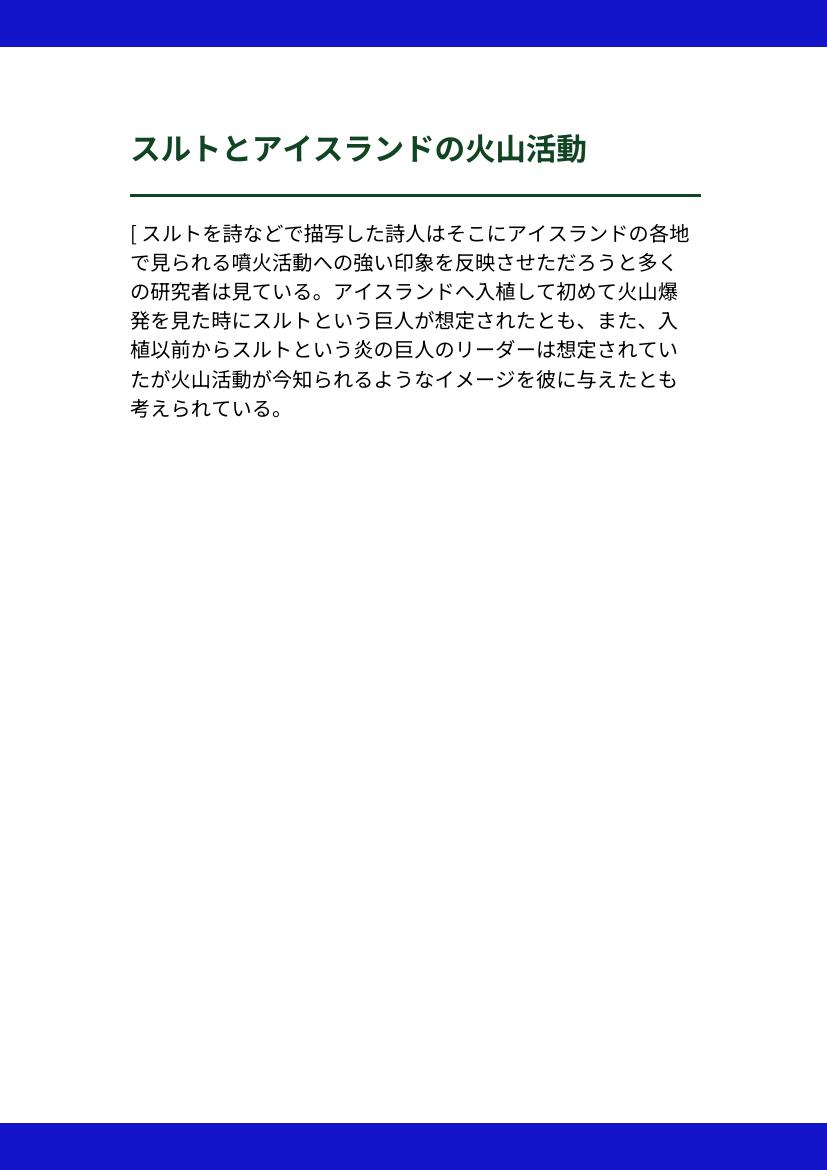 スルトとアイスランドの火山活動
[ スルトを詩などで描写した詩人はそこにアイスランドの各地
で見られる噴火活動への強い印象を反映させただろうと多く
の研究者は見ている。アイスランドへ入植して初めて火山爆
発を見た時にスルトという巨人が想定されたとも、また、入
植以前からスルトという炎の巨人のリーダーは想定されてい
たが火山活動が今知られるようなイメージを彼に与えたとも
考えられている。